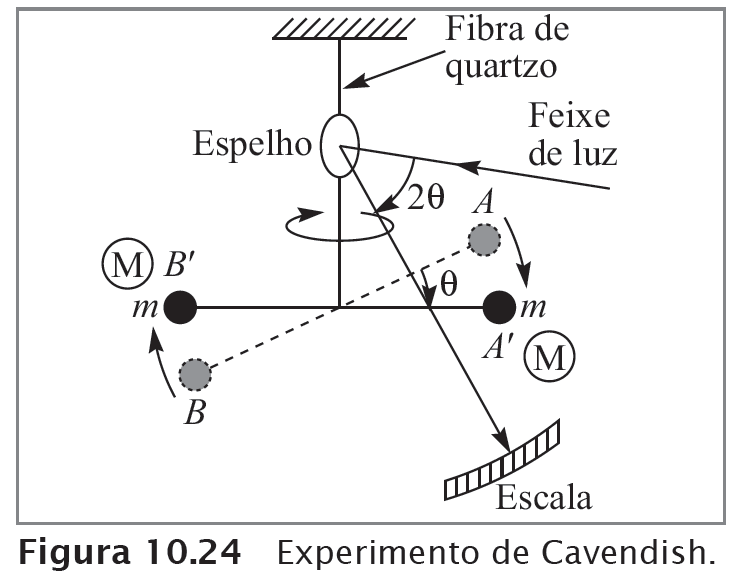 Fibra de
quartzo
Espelho
Feixe
de luz
2θ
A
M B′
θ
m
m
A′ M
B
Escala
Figura 10.24 Experimento de Cavendish.